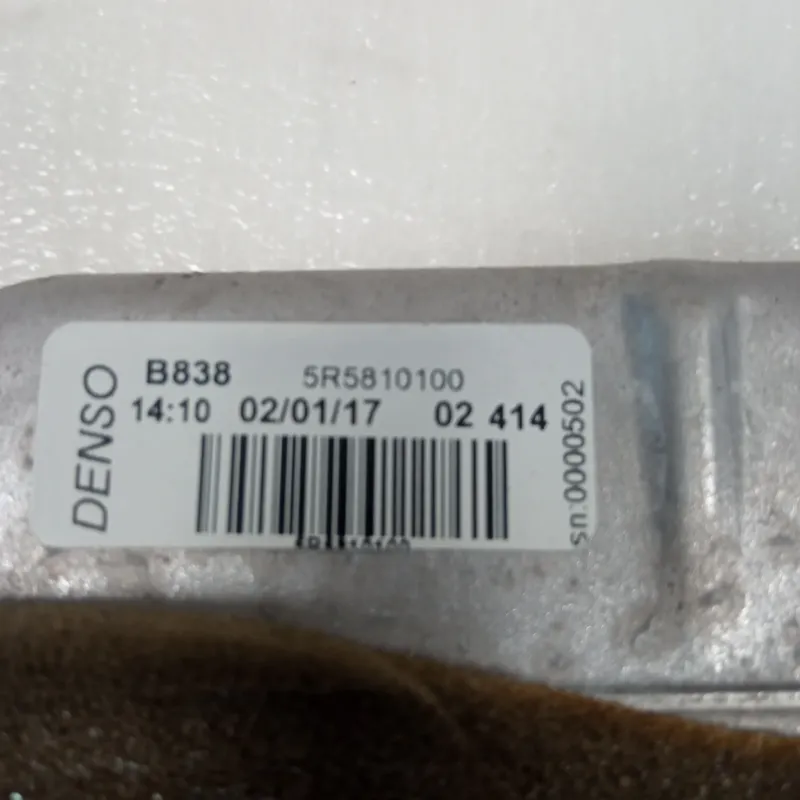 DENSO
B838 5R5810100
14:10 02/01/17 02 414
sn:0000502